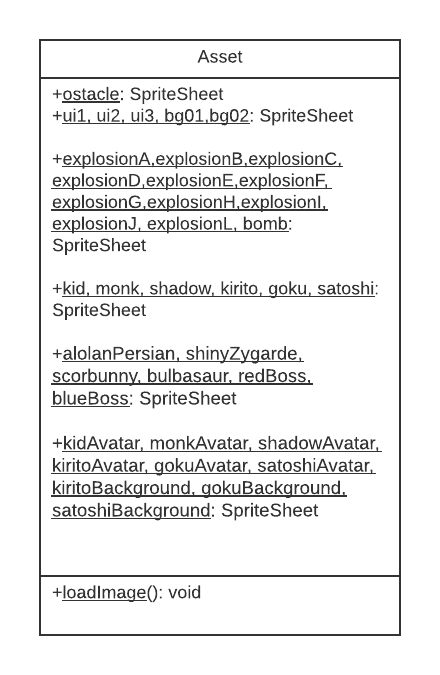 Asset
+ostacle: SpriteSheet
+ui1, ui2, ui3, bg01,bg02: SpriteSheet
+explosionA,explosionB,explosionC,
explosionD,explosionE,explosionF,
explosionG,explosionH,explosionI,
explosionJ, explosionL, bomb:
SpriteSheet
+kid, monk, shadow, kirito, goku, satoshi:
SpriteSheet
+alolanPersian, shinyZygarde,
scorbunny, bulbasaur, redBoss,
blueBoss: SpriteSheet
+kidAvatar, monkAvatar, shadowAvatar,
kiritoAvatar, gokuAvatar, satoshiAvatar,
kiritoBackground, gokuBackground,
satoshiBackground: SpriteSheet
+loadImage(): void